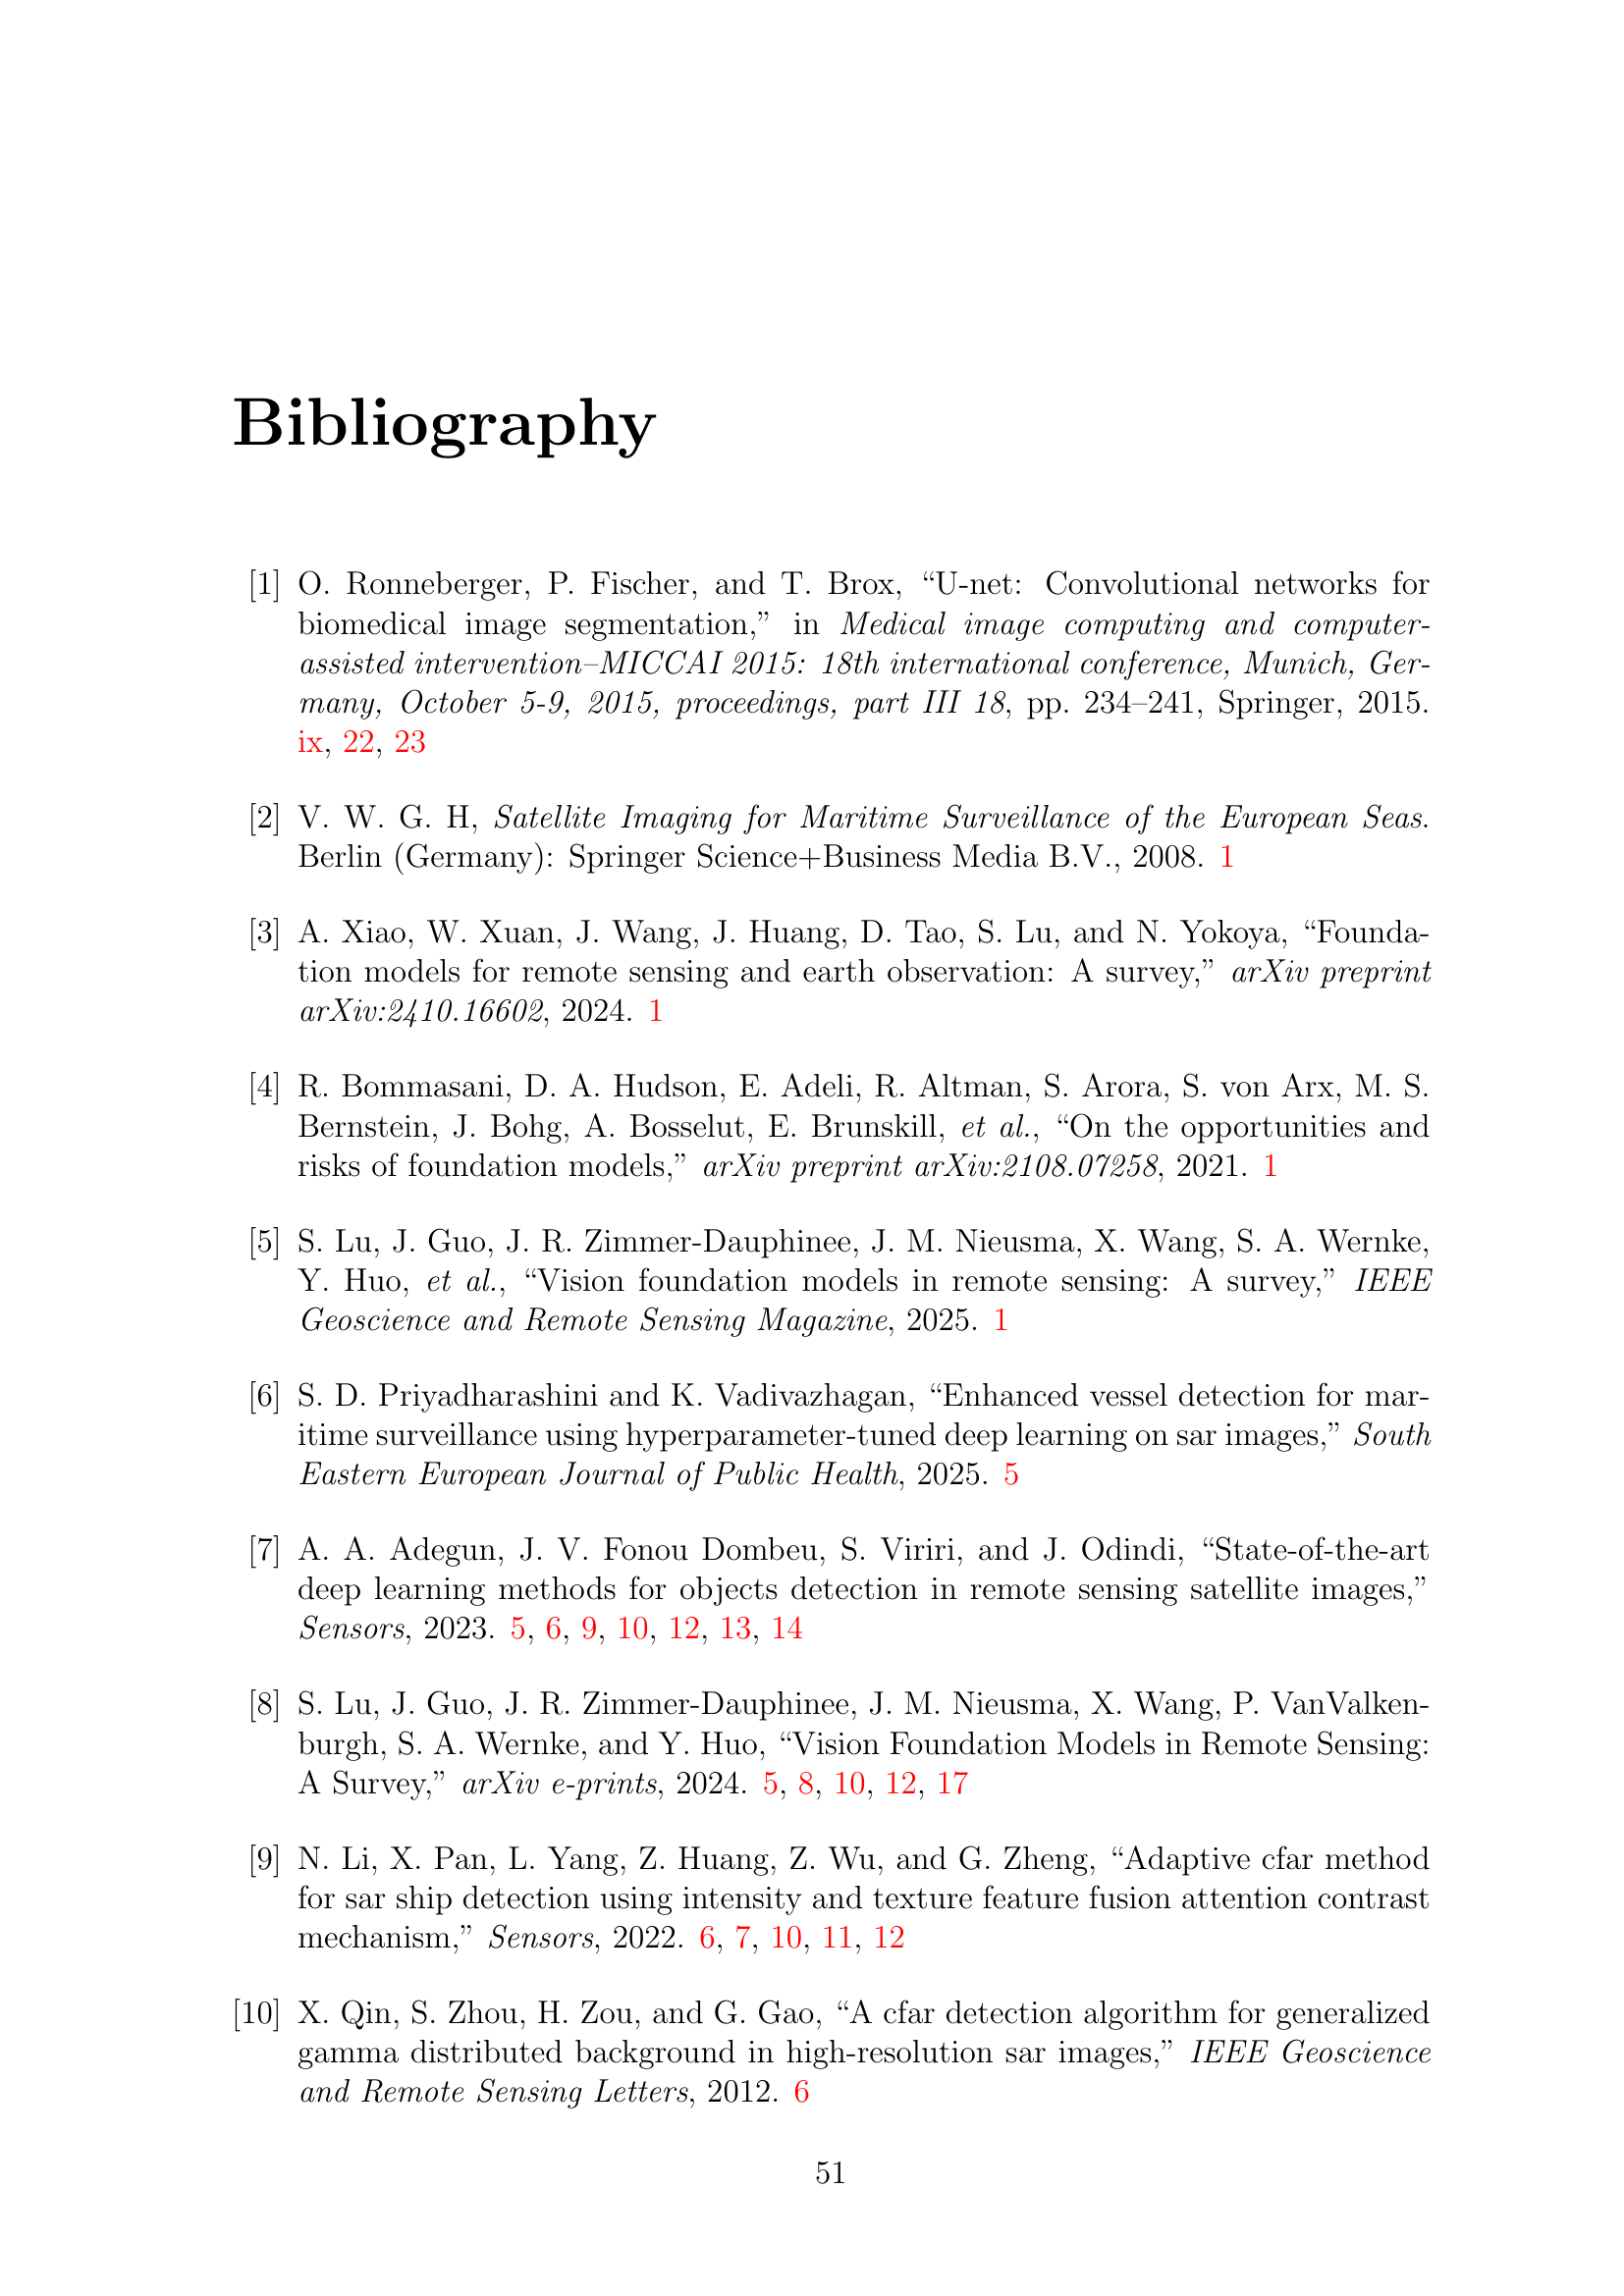 Bibliography
[1] O. Ronneberger, P. Fischer, and T. Brox, “U-net: Convolutional networks for
biomedical image segmentation,” in Medical image computing and computer-
assisted intervention–MICCAI 2015: 18th international conference, Munich, Ger-
many, October 5-9, 2015, proceedings, part III 18, pp. 234–241, Springer, 2015.
ix, 22, 23
[2] V. W. G. H, Satellite Imaging for Maritime Surveillance of the European Seas.
Berlin (Germany): Springer Science+Business Media B.V., 2008. 1
[3] A. Xiao, W. Xuan, J. Wang, J. Huang, D. Tao, S. Lu, and N. Yokoya, “Founda-
tion models for remote sensing and earth observation: A survey,” arXiv preprint
arXiv:2410.16602, 2024. 1
[4] R. Bommasani, D. A. Hudson, E. Adeli, R. Altman, S. Arora, S. von Arx, M. S.
Bernstein, J. Bohg, A. Bosselut, E. Brunskill, et al., “On the opportunities and
risks of foundation models,” arXiv preprint arXiv:2108.07258, 2021. 1
[5] S. Lu, J. Guo, J. R. Zimmer-Dauphinee, J. M. Nieusma, X. Wang, S. A. Wernke,
Y. Huo, et al., “Vision foundation models in remote sensing: A survey,” IEEE
Geoscience and Remote Sensing Magazine, 2025. 1
[6] S. D. Priyadharashini and K. Vadivazhagan, “Enhanced vessel detection for mar-
itime surveillance using hyperparameter-tuned deep learning on sar images,” South
Eastern European Journal of Public Health, 2025. 5
[7] A. A. Adegun, J. V. Fonou Dombeu, S. Viriri, and J. Odindi, “State-of-the-art
deep learning methods for objects detection in remote sensing satellite images,”
Sensors, 2023. 5, 6, 9, 10, 12, 13, 14
[8] S. Lu, J. Guo, J. R. Zimmer-Dauphinee, J. M. Nieusma, X. Wang, P. VanValken-
burgh, S. A. Wernke, and Y. Huo, “Vision Foundation Models in Remote Sensing:
A Survey,” arXiv e-prints, 2024. 5, 8, 10, 12, 17
[9] N. Li, X. Pan, L. Yang, Z. Huang, Z. Wu, and G. Zheng, “Adaptive cfar method
for sar ship detection using intensity and texture feature fusion attention contrast
mechanism,” Sensors, 2022. 6, 7, 10, 11, 12
[10] X. Qin, S. Zhou, H. Zou, and G. Gao, “A cfar detection algorithm for generalized
gamma distributed background in high-resolution sar images,” IEEE Geoscience
and Remote Sensing Letters, 2012. 6
51